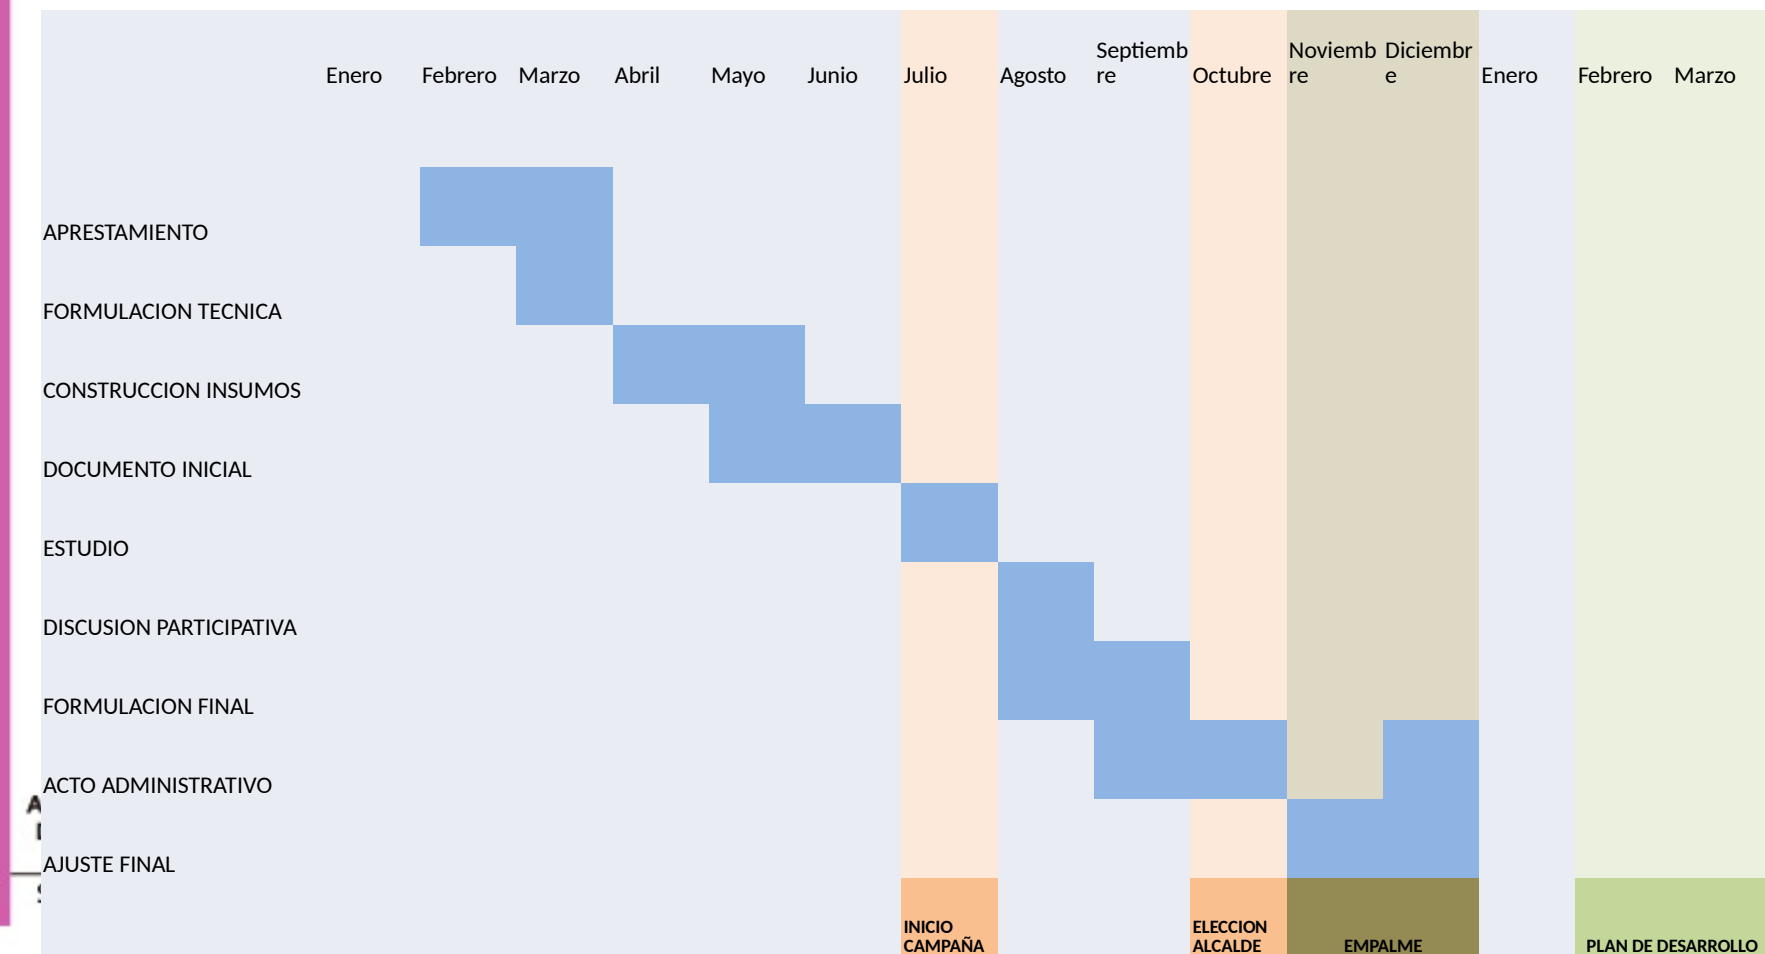 Enero Febrero Marzo Abril Mayo Junio Julio Agosto Septiemb
re Octubre Noviemb
re Diciembr
e Enero Febrero Marzo
APRESTAMIENTO
FORMULACION TECNICA
CONSTRUCCION INSUMOS
DOCUMENTO INICIAL
ESTUDIO
DISCUSION PARTICIPATIVA
FORMULACION FINAL
ACTO ADMINISTRATIVO
AJUSTE FINAL
INICIO
CAMPAÑA
ELECCION
ALCALDE
EMPALME
PLAN DE DESARROLLO